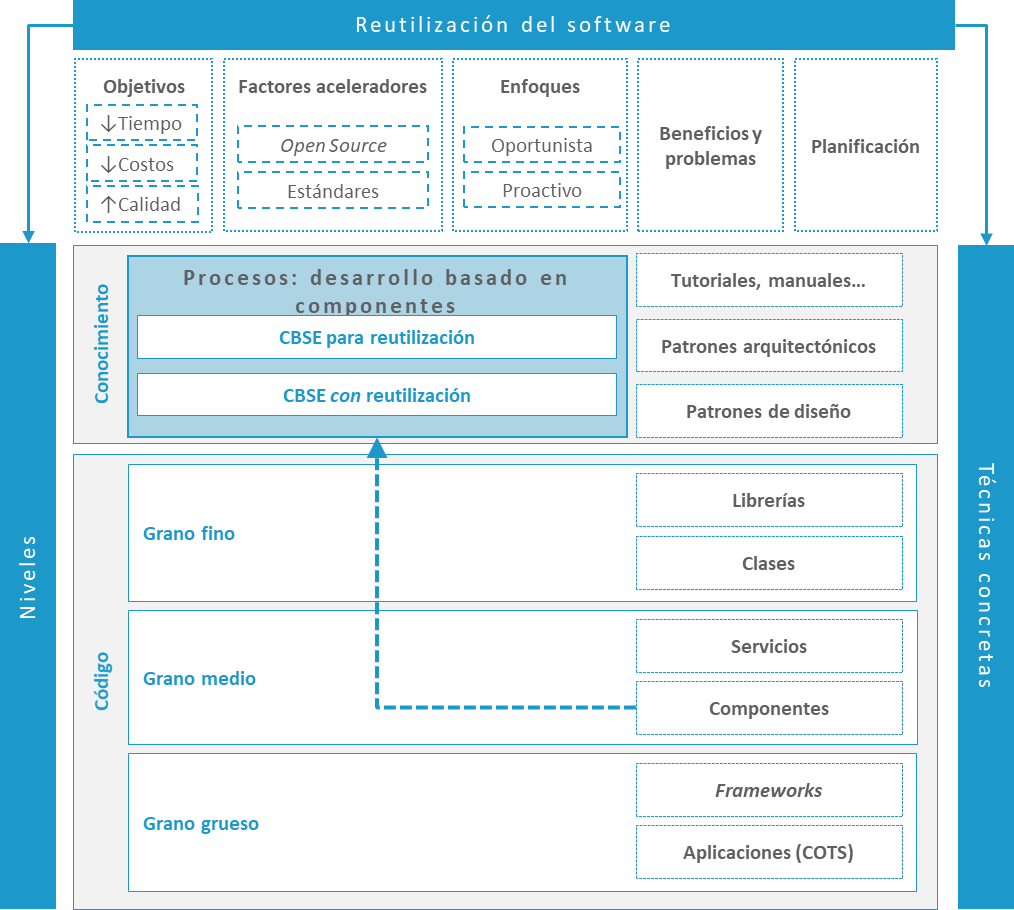 Reutilización del software
Objetivos
↓Tiempo
↓Costos
↑Calidad
Factores aceleradores
Open Source
Estándares
Enfoques
Oportunista
Proactivo
Beneficios y
problemas
Planificación
Niveles
Técnicas concretas
Conocimiento
Procesos: desarrollo basado en
componentes
CBSE para reutilización
CBSE con reutilización
Tutoriales, manuales...
Patrones arquitectónicos
Patrones de diseño
Código
Grano fino
Librerías
Clases
Grano medio
Servicios
Componentes
Grano grueso
Frameworks
Aplicaciones (COTS)